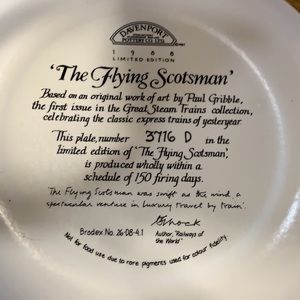 DAVENPORT
POTTERY CO. LTD.
1988
LIMITED EDITION
'The Flying Scotsman'
Based on an original work of art by Paul Gribble,
the first issue in the Great Steam Trains collection,
celebrating the classic express trains of yesteryear.
This plate, number 3776 D in the
limited edition of 'The Flying Scotsman',
is produced wholly within a
schedule of 150 firing days.
The Flying Scotsman was swift as the wind, a
spectacular venture in luxury travel by train.
Bradex No. 26-D8-4.1
Author, 'Railways of
the World'
Not for food use due to rare pigments used for colour fidelity.